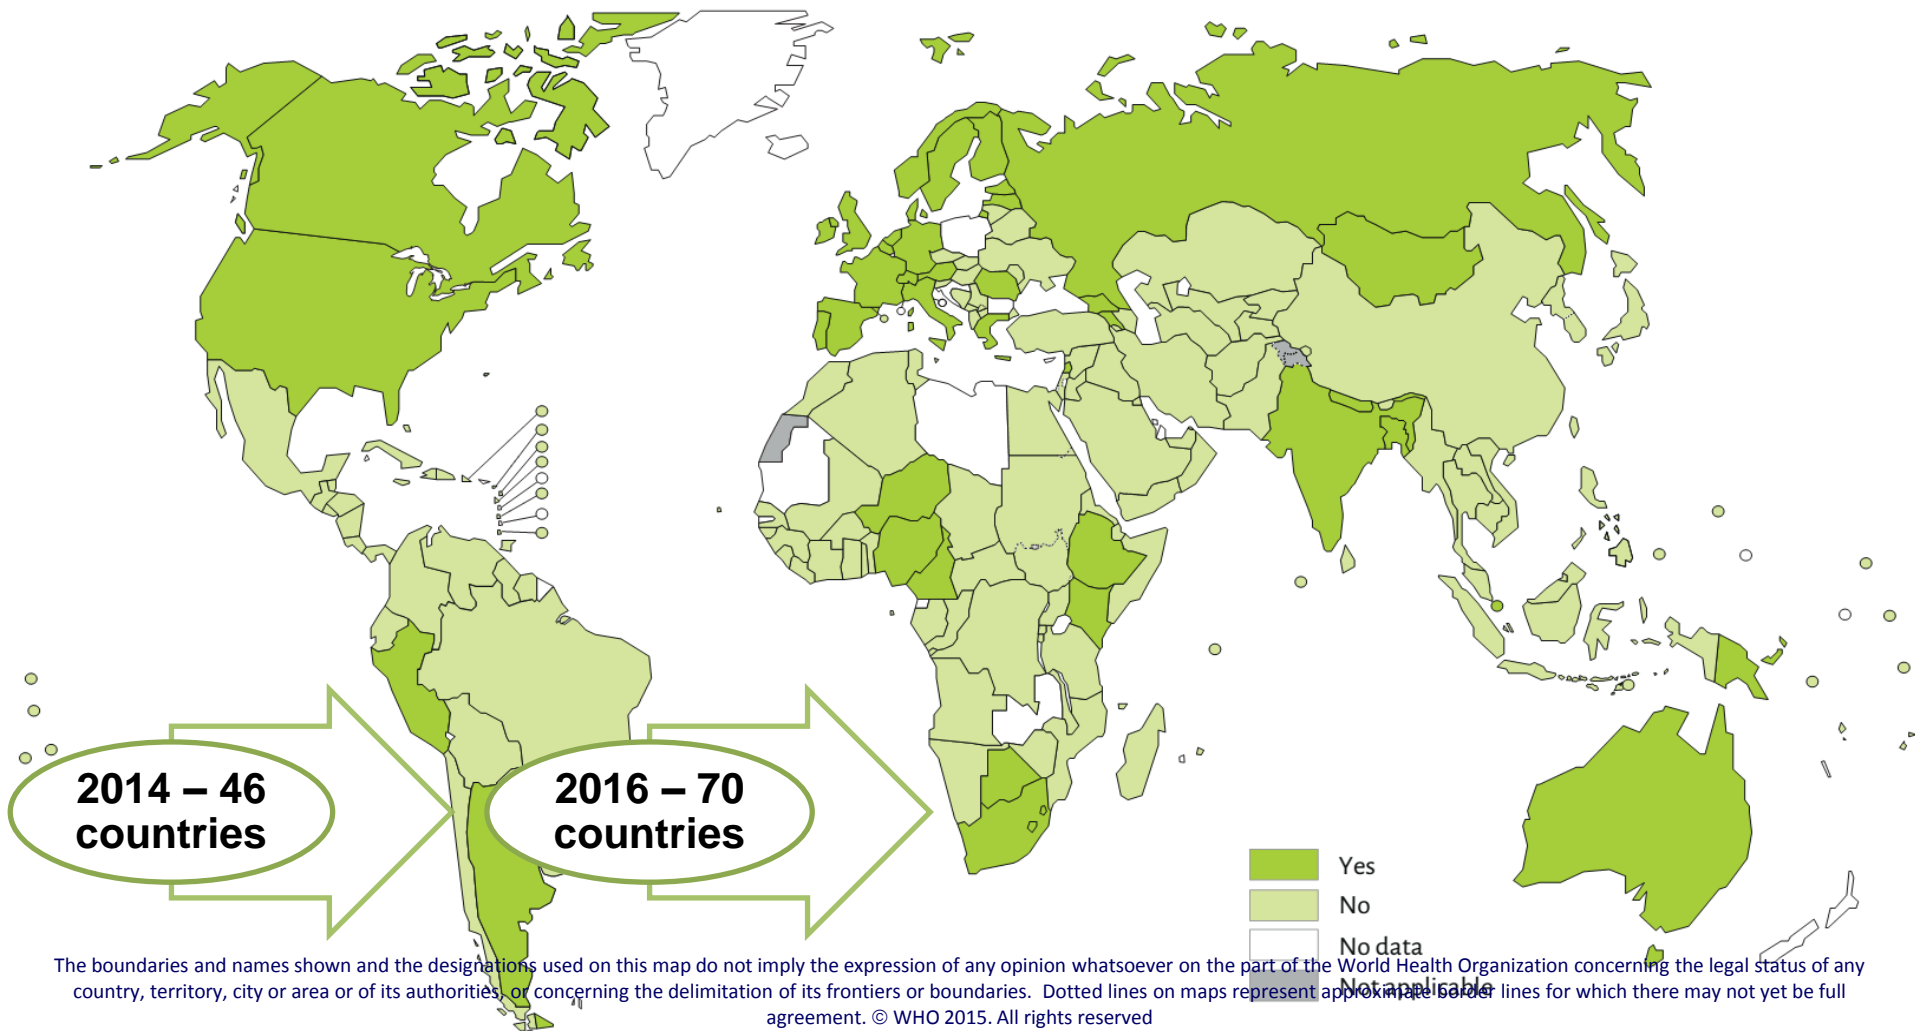 2014 – 46
countries
2016 – 70
countries
Yes
No
No data
Not applicable
The boundaries and names shown and the designations used on this map do not imply the expression of any opinion whatsoever on the part of the World Health Organization concerning the legal status of any
country, territory, city or area or of its authorities, or concerning the delimitation of its frontiers or boundaries. Dotted lines on maps represent approximate border lines for which there may not yet be full
agreement. © WHO 2015. All rights reserved